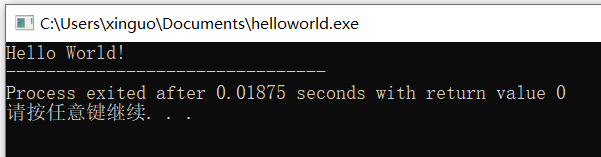 C:\Users\xinguo\Documents\helloworld.exe
Hello World!
--------------------------------
Process exited after 0.01875 seconds with return value 0
请按任意键继续. . .